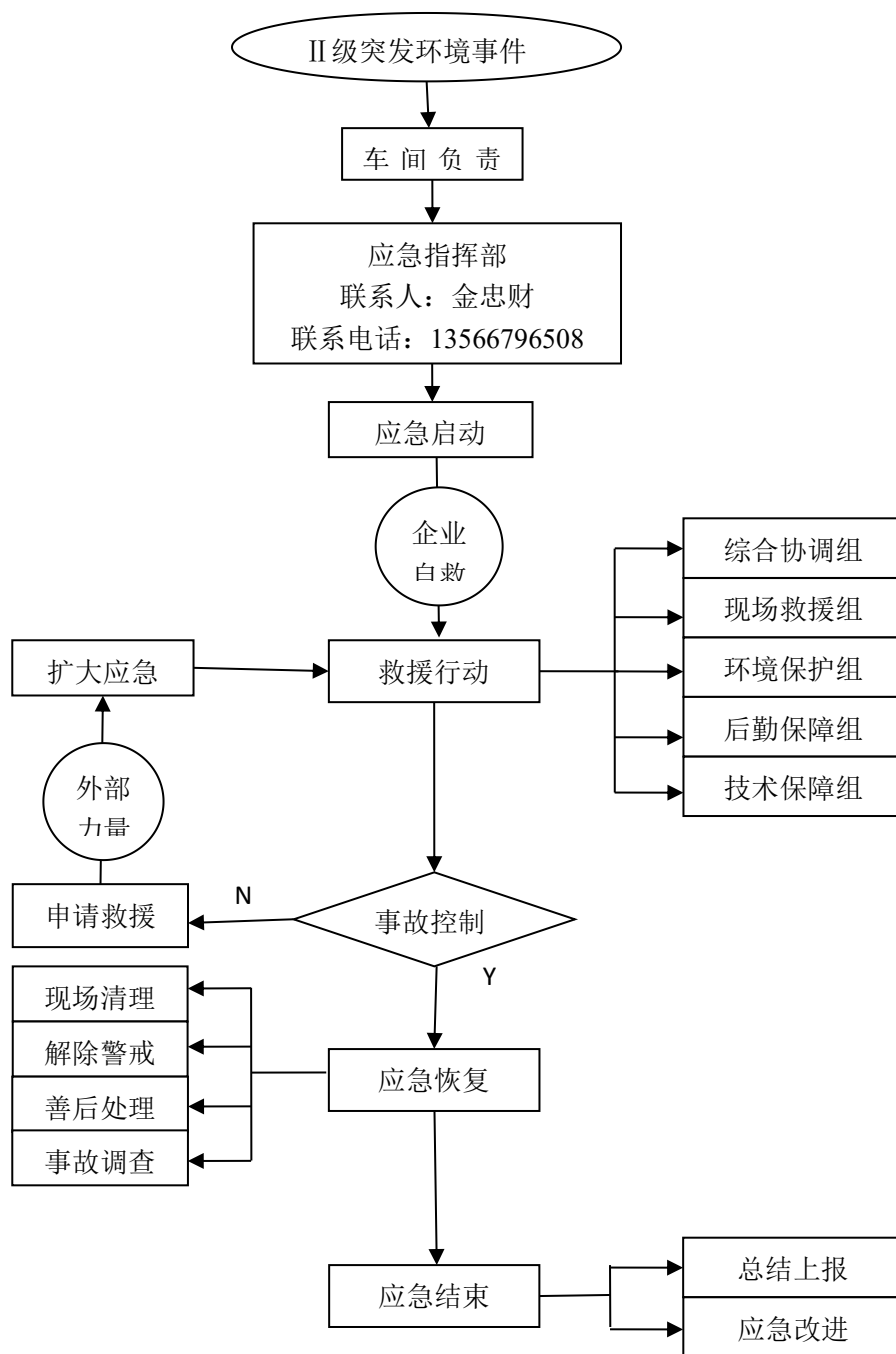 Ⅱ级突发环境事件
车 间 负 责
应急指挥部
联系人：金忠财
联系电话：13566796508
应急启动
企业
自救
综合协调组
现场救援组
环境保护组
后勤保障组
技术保障组
扩大应急
救援行动
外部
力量
N
申请救援
事故控制
Y
现场清理
解除警戒
善后处理
事故调查
应急恢复
应急结束
总结上报
应急改进